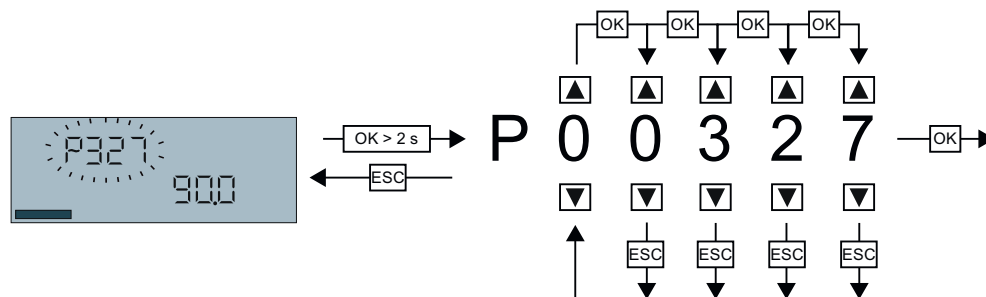 OK OK OK OK
P327
90.0
OK > 2 s
ESC
P 0 0 3 2 7
OK
ESC ESC ESC ESC